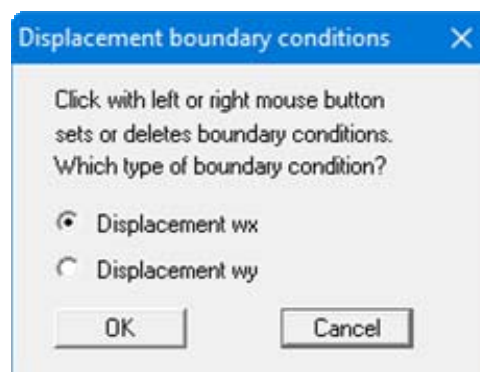 Displacement boundary conditions
Click with left or right mouse button
sets or deletes boundary conditions.
Which type of boundary condition?
Displacement wx
Displacement wy
OK Cancel